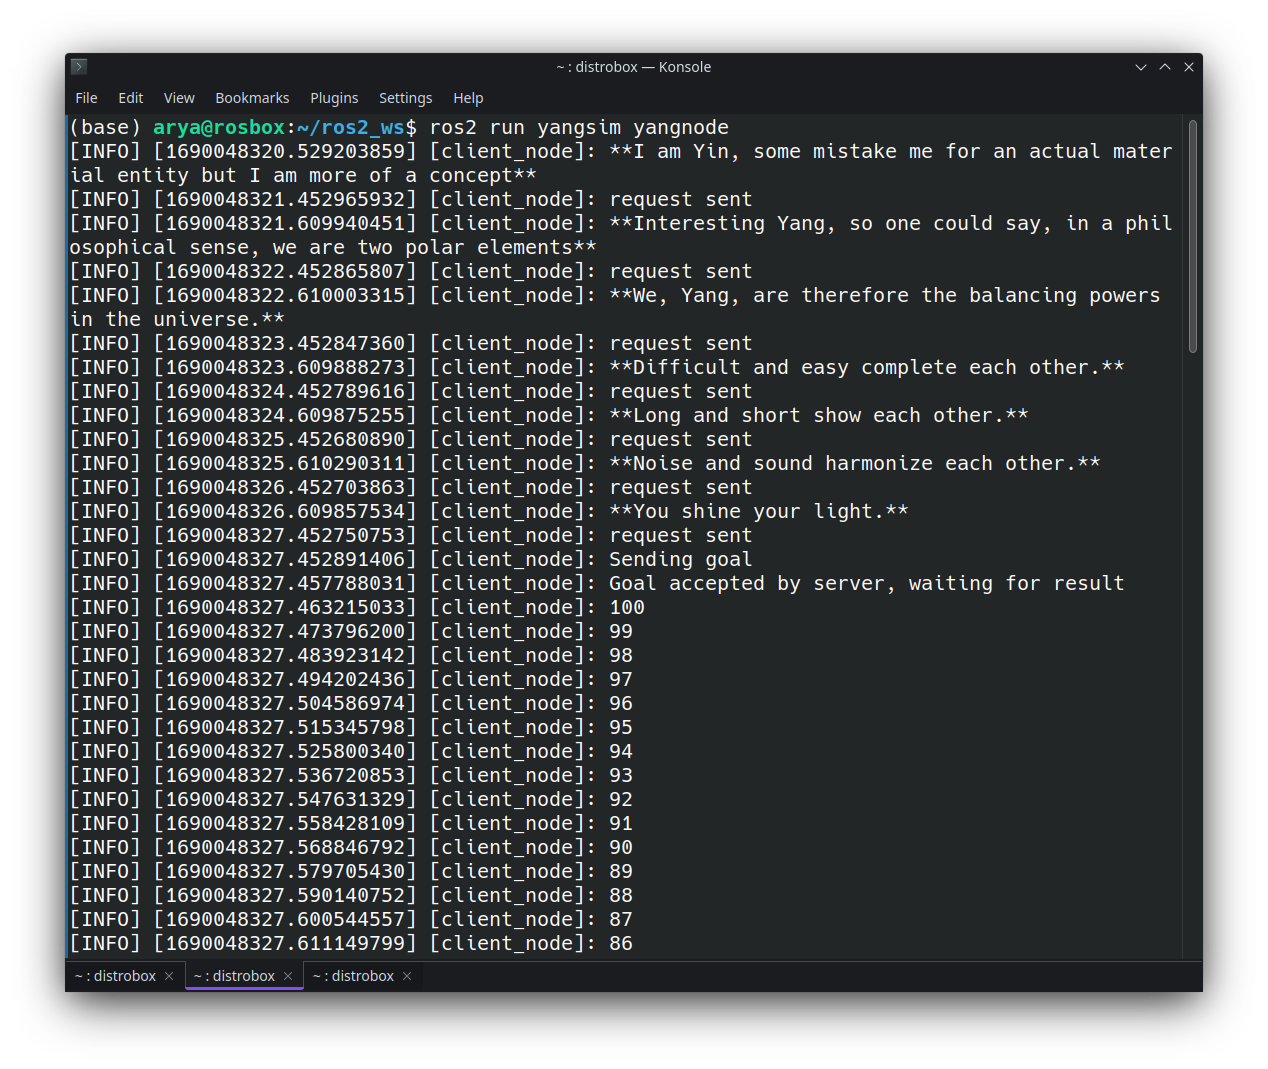 ~ : distrobox — Konsole
File Edit View Bookmarks Plugins Settings Help
(base) arya@rosbox:~/ros2_ws$ ros2 run yangsim yangnode
[INFO] [1690048320.529203859] [client_node]: **I am Yin, some mistake me for an actual mater
ial entity but I am more of a concept**
[INFO] [1690048321.452965932] [client_node]: request sent
[INFO] [1690048321.609940451] [client_node]: **Interesting Yang, so one could say, in a phil
osophical sense, we are two polar elements**
[INFO] [1690048322.452865807] [client_node]: request sent
[INFO] [1690048322.610003315] [client_node]: **We, Yang, are therefore the balancing powers
in the universe.**
[INFO] [1690048323.452847360] [client_node]: request sent
[INFO] [1690048323.609888273] [client_node]: **Difficult and easy complete each other.**
[INFO] [1690048324.452789616] [client_node]: request sent
[INFO] [1690048324.609875255] [client_node]: **Long and short show each other.**
[INFO] [1690048325.452680890] [client_node]: request sent
[INFO] [1690048325.610290311] [client_node]: **Noise and sound harmonize each other.**
[INFO] [1690048326.452703863] [client_node]: request sent
[INFO] [1690048326.609857534] [client_node]: **You shine your light.**
[INFO] [1690048327.452750753] [client_node]: request sent
[INFO] [1690048327.452891406] [client_node]: Sending goal
[INFO] [1690048327.457788031] [client_node]: Goal accepted by server, waiting for result
[INFO] [1690048327.463215033] [client_node]: 100
[INFO] [1690048327.473796200] [client_node]: 99
[INFO] [1690048327.483923142] [client_node]: 98
[INFO] [1690048327.494202436] [client_node]: 97
[INFO] [1690048327.504586974] [client_node]: 96
[INFO] [1690048327.515345798] [client_node]: 95
[INFO] [1690048327.525800340] [client_node]: 94
[INFO] [1690048327.536720853] [client_node]: 93
[INFO] [1690048327.547631329] [client_node]: 92
[INFO] [1690048327.558428109] [client_node]: 91
[INFO] [1690048327.568846792] [client_node]: 90
[INFO] [1690048327.579705430] [client_node]: 89
[INFO] [1690048327.590140752] [client_node]: 88
[INFO] [1690048327.600544557] [client_node]: 87
[INFO] [1690048327.611149799] [client_node]: 86
~ : distrobox ~ : distrobox ~ : distrobox